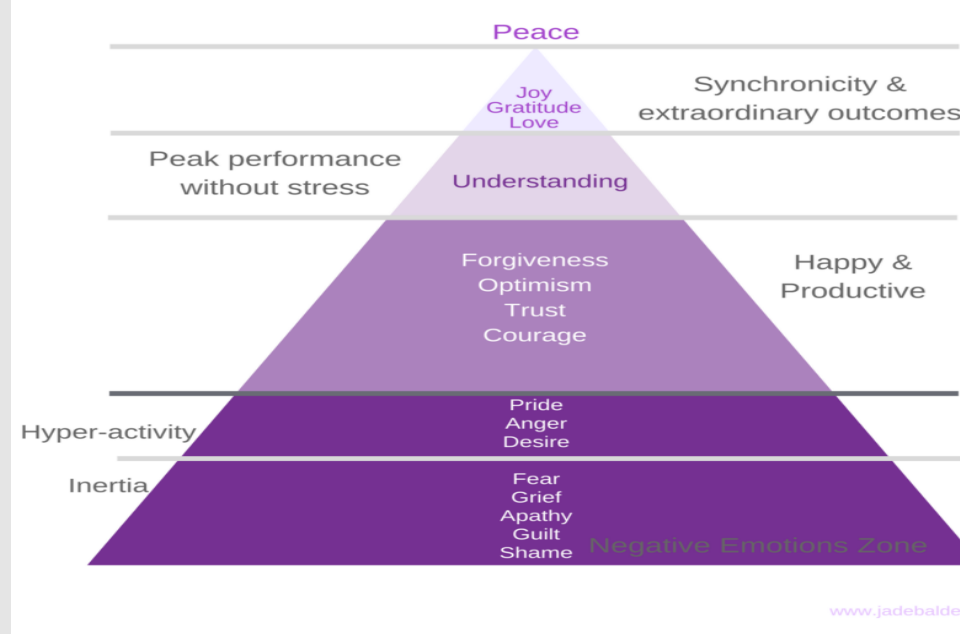 Peace
Joy
Gratitude
Love
Synchronicity &
extraordinary outcomes
Peak performance
without stress
Understanding
Forgiveness
Optimism
Trust
Courage
Happy &
Productive
Hyper-activity
Pride
Anger
Desire
Inertia
Fear
Grief
Apathy
Guilt
Shame
Negative Emotions Zone
www.jadebalde